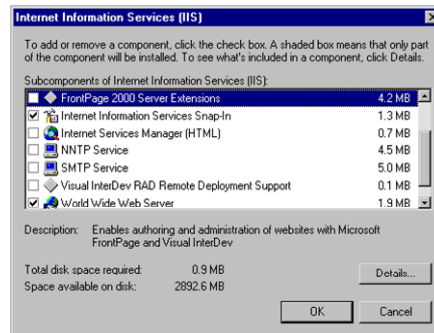 Internet Information Services (IIS)
To add or remove a component, click the check box. A shaded box means that only part
of the component will be installed. To see what's included in a component, click Details.
Subcomponents of Internet Information Services (IIS):
FrontPage 2000 Server Extensions 4.2 MB
Internet Information Services Snap-In 1.3 MB
Internet Services Manager (HTML) 0.7 MB
NNTP Service 4.5 MB
SMTP Service 5.0 MB
Visual InterDev RAD Remote Deployment Support 0.1 MB
World Wide Web Server 1.9 MB
Description: Enables authoring and administration of websites with Microsoft
FrontPage and Visual InterDev
Total disk space required: 0.9 MB
Space available on disk: 2892.6 MB
Details...
OK Cancel